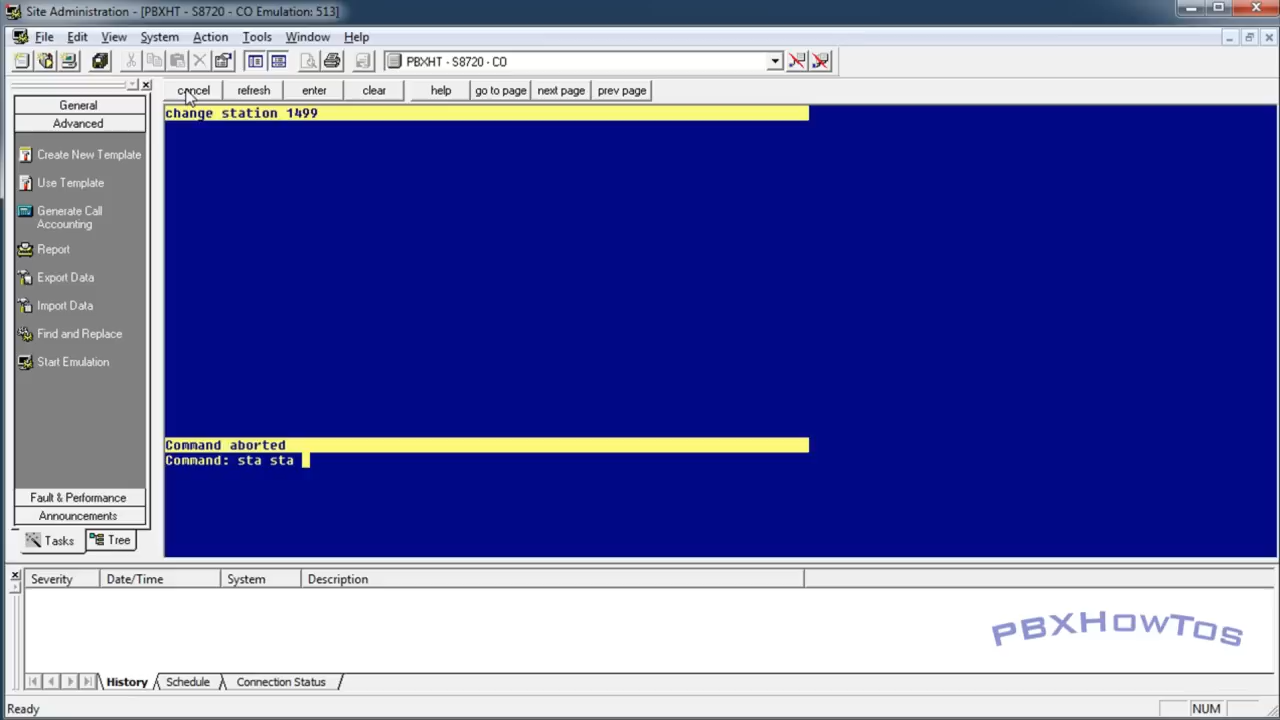 Site Administration - [PBXHT - S8720 - CO Emulation: 513]
File Edit View System Action Tools Window Help
PBXHT - S8720 - CO
General
Advanced
Create New Template
Use Template
Generate Call
Accounting
Report
Export Data
Import Data
Find and Replace
Start Emulation
Fault & Performance
Announcements
Tasks Tree
cancel refresh enter clear help go to page next page prev page
change station 1499
Command aborted
Command: sta sta
Severity Date/Time System Description
PBXHowTos
History Schedule Connection Status
Ready NUM